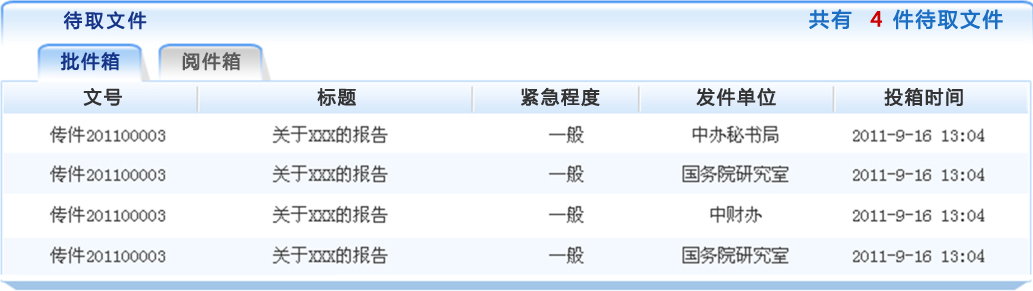 待取文件 共有 4 件待取文件
批件箱 阅件箱
文号 标题 紧急程度 发件单位 投箱时间
传件201100003 关于XXX的报告 一般 中办秘书局 2011-9-16 13:04
传件201100003 关于XXX的报告 一般 国务院研究室 2011-9-16 13:04
传件201100003 关于XXX的报告 一般 中财办 2011-9-16 13:04
传件201100003 关于XXX的报告 一般 国务院研究室 2011-9-16 13:04